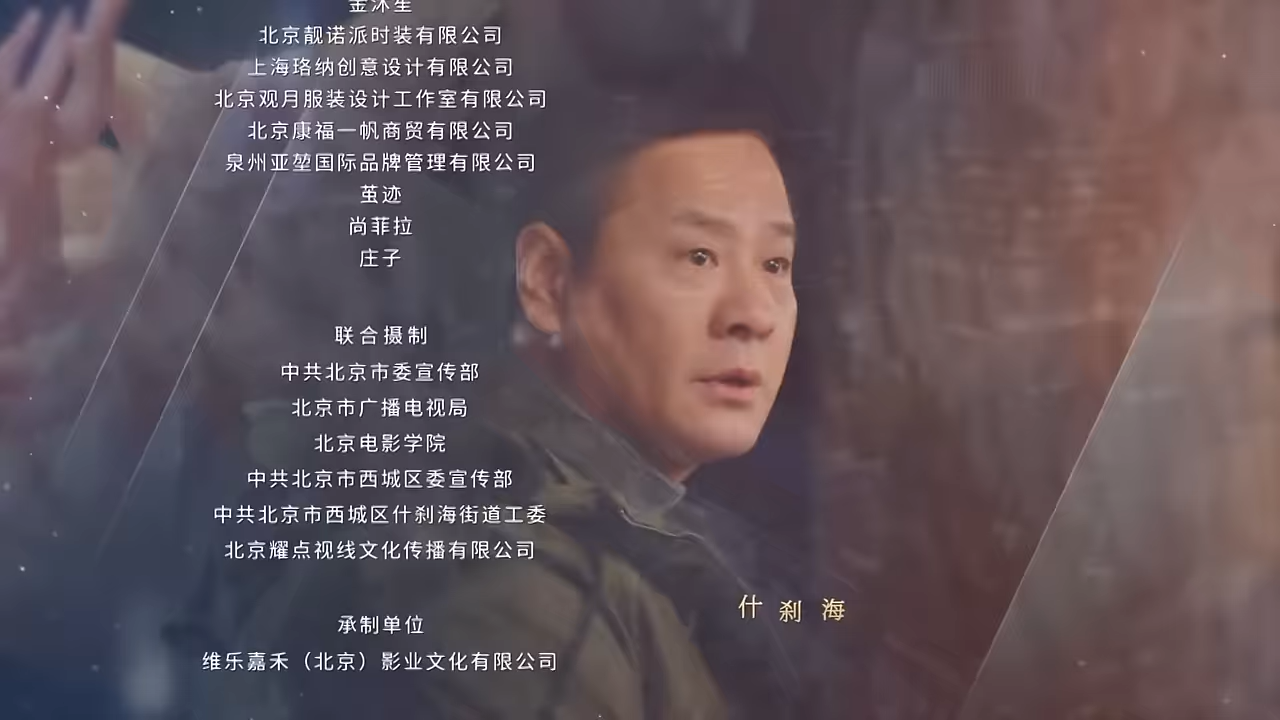 金沐笙
北京靓诺派时装有限公司
上海珞纳创意设计有限公司
北京观月服装设计工作室有限公司
北京康福一帆商贸有限公司
泉州亚堃国际品牌管理有限公司
茧迹
尚菲拉
庄子
联合摄制
中共北京市委宣传部
北京市广播电视局
北京电影学院
中共北京市西城区委宣传部
中共北京市西城区什刹海街道工委
北京耀点视线文化传播有限公司
什刹海
承制单位
维乐嘉禾（北京）影业文化有限公司